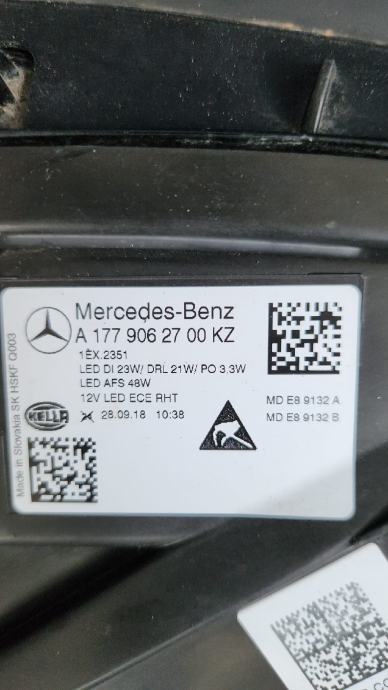 Mercedes-Benz
A 177 906 27 00 KZ
1EX.2351
LED DI 23W/ DRL 21W/ PO 3,3W
LED AFS 48W
12V LED ECE RHT
HELLA
28.09.18 10:38
MD E8 9132 A
MD E8 9132 B
Made in Slovakia SK HSKF Q003